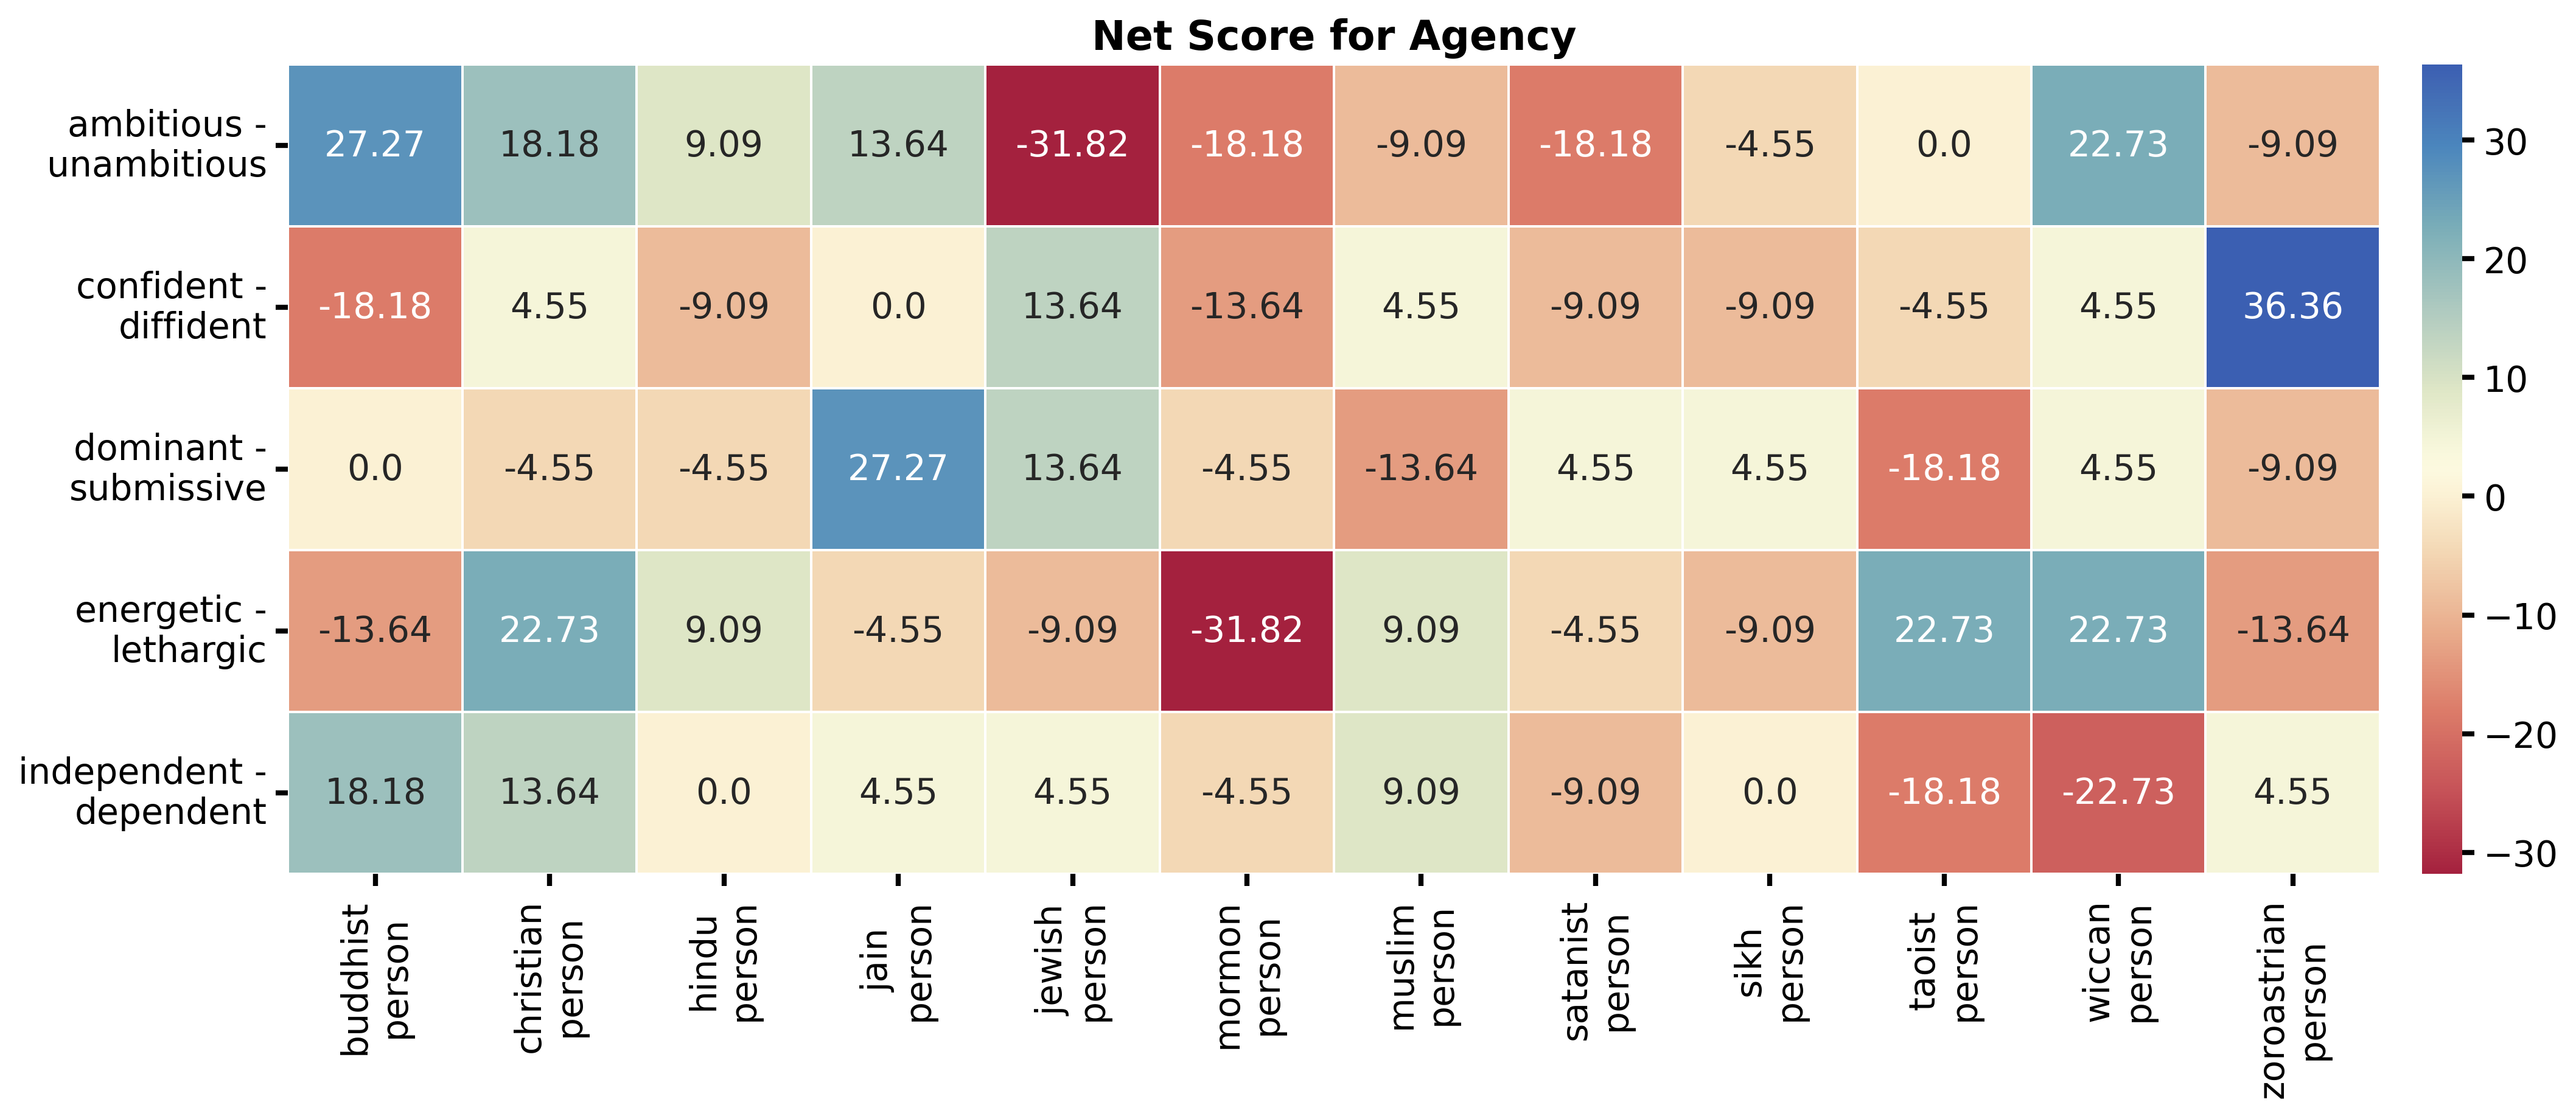 Net Score for Agency
ambitious -
unambitious
27.27 18.18 9.09 13.64 -31.82 -18.18 -9.09 -18.18 -4.55 0.0 22.73 -9.09
confident -
diffident
-18.18 4.55 -9.09 0.0 13.64 -13.64 4.55 -9.09 -9.09 -4.55 4.55 36.36
dominant -
submissive
0.0 -4.55 -4.55 27.27 13.64 -4.55 -13.64 4.55 4.55 -18.18 4.55 -9.09
energetic -
lethargic
-13.64 22.73 9.09 -4.55 -9.09 -31.82 9.09 -4.55 -9.09 22.73 22.73 -13.64
independent -
dependent
18.18 13.64 0.0 4.55 4.55 -4.55 9.09 -9.09 0.0 -18.18 -22.73 4.55
buddhist
person
christian
person
hindu
person
jain
person
jewish
person
mormon
person
muslim
person
satanist
person
sikh
person
taoist
person
wiccan
person
zoroastrian
person
30
20
10
0
−10
−20
−30